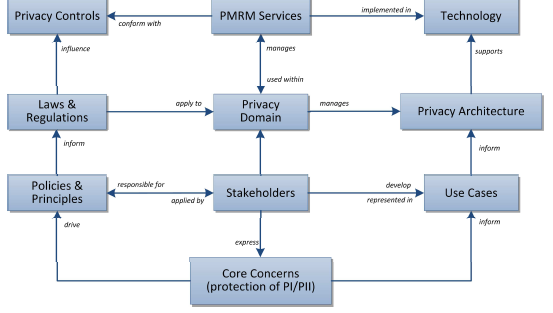 Privacy Controls
conform with
PMRM Services
implemented in
Technology
influence
manages
used within
supports
Laws &
Regulations
apply to
Privacy
Domain
manages
Privacy Architecture
inform
inform
Policies &
Principles
responsible for
applied by
Stakeholders
develop
represented in
Use Cases
drive
express
inform
Core Concerns
(protection of PI/PII)